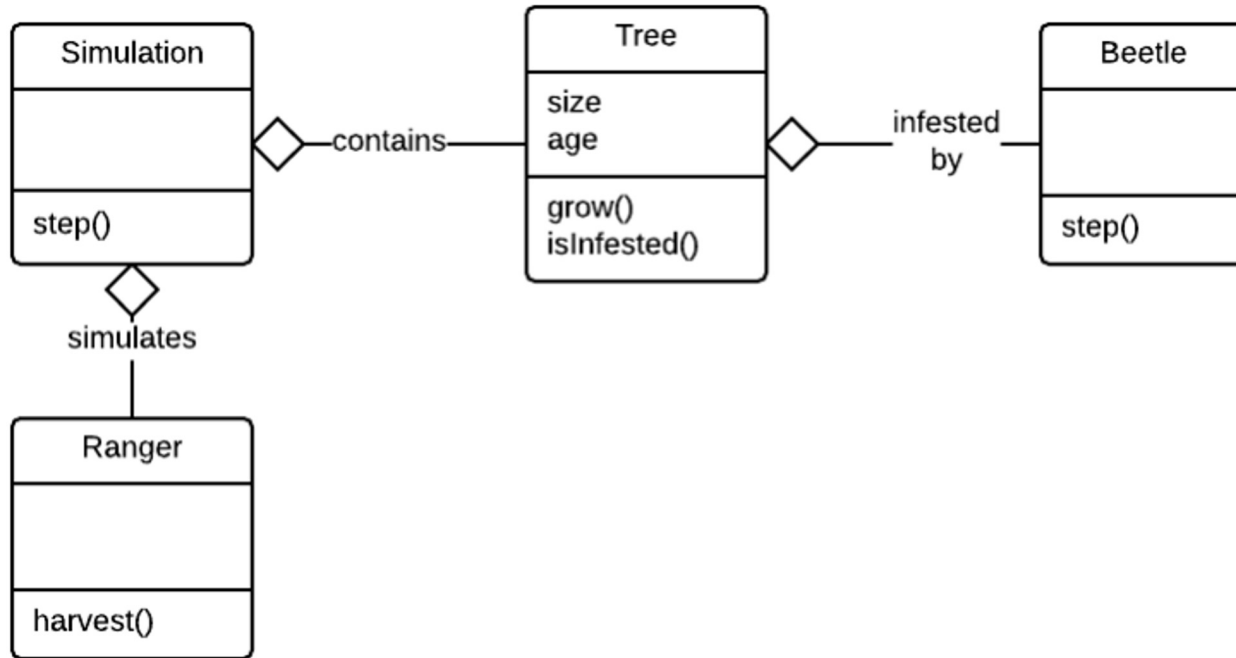 Simulation
step()
contains
Tree
size
age
grow()
isInfested()
infested
by
Beetle
step()
simulates
Ranger
harvest()